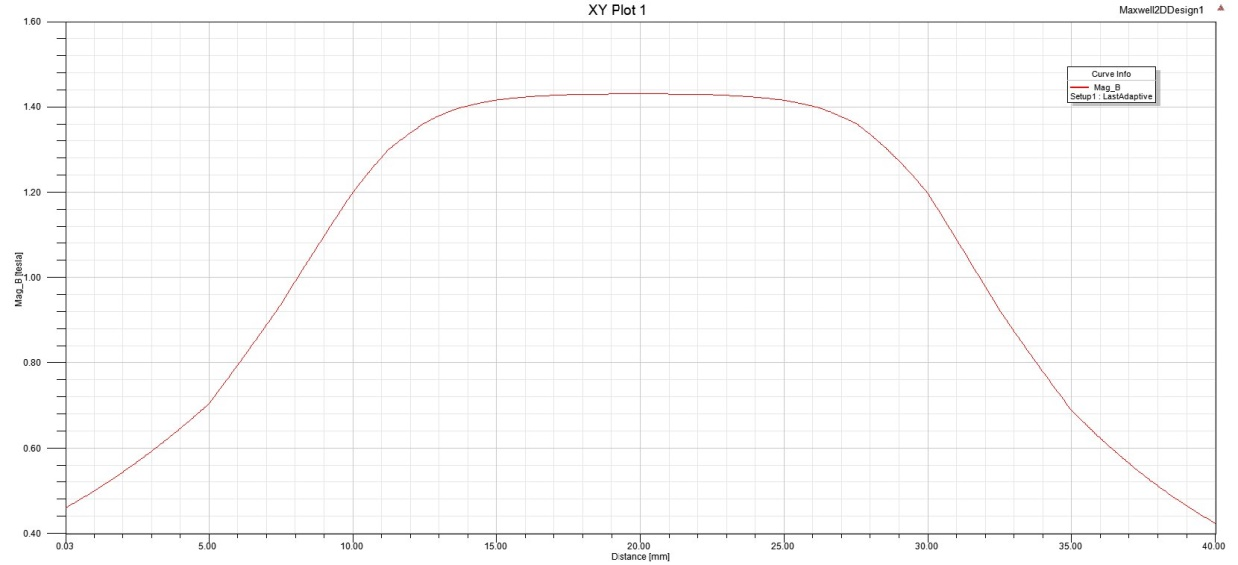 XY Plot 1
Maxwell2DDesign1
1.60
Curve Info
Mag_B
Setup1 : LastAdaptive
1.40
1.20
1.00
Mag_B [tesla]
0.80
0.60
0.40
0.03 5.00 10.00 15.00 20.00 25.00 30.00 35.00 40.00
Distance [mm]